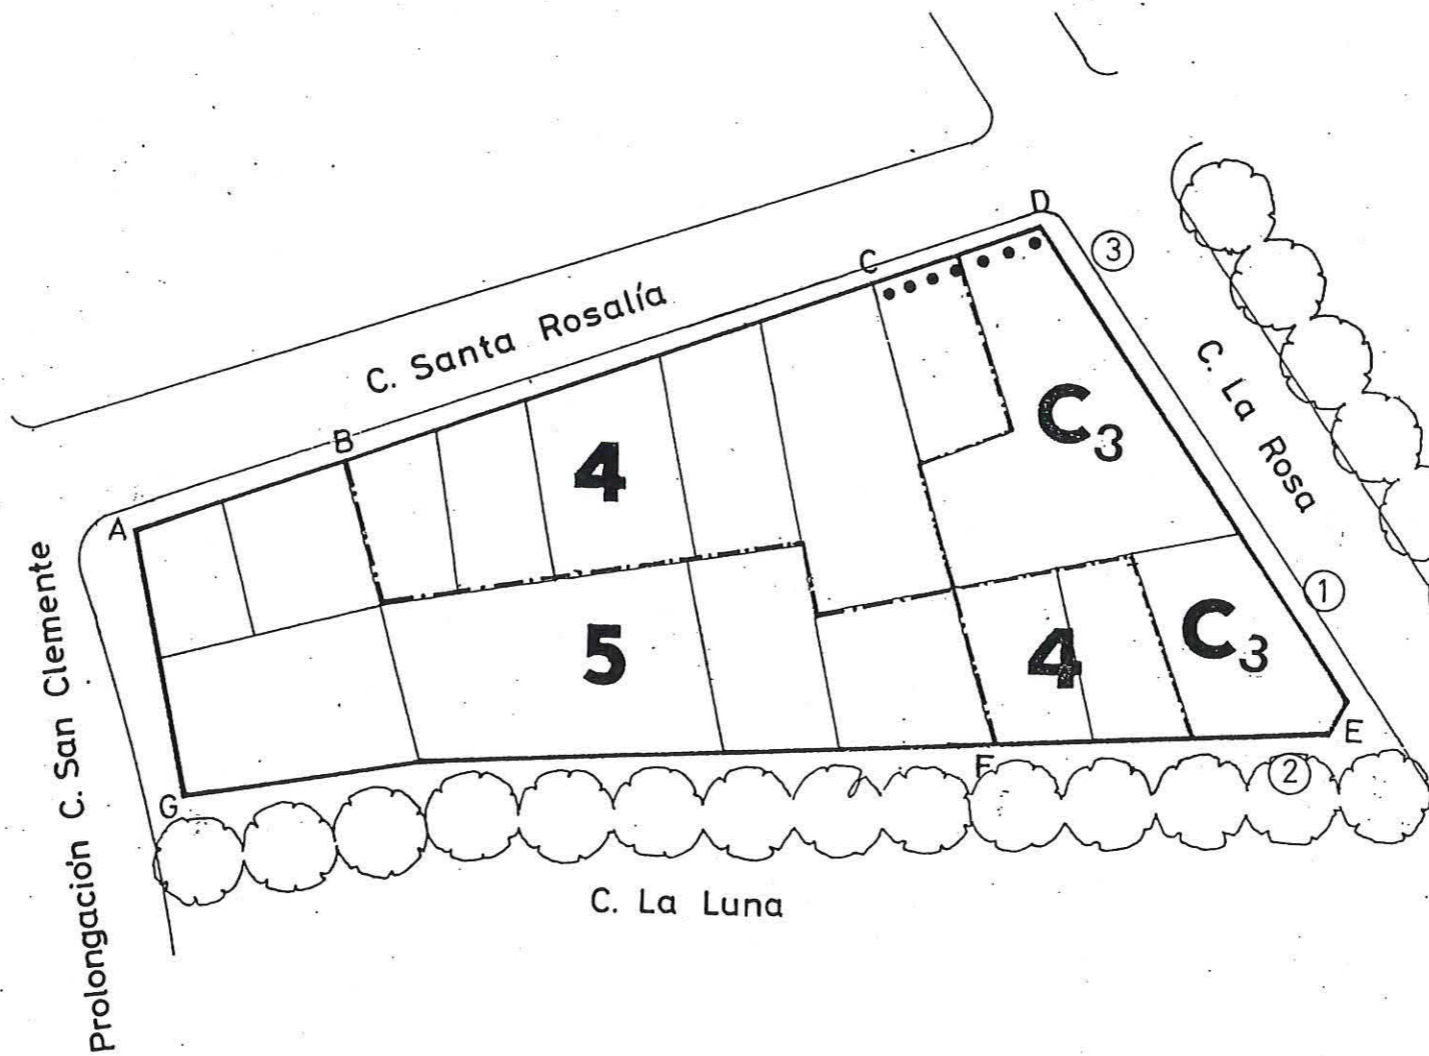 D
③
C
C. Santa Rosalía
C. La Rosa
B
4
C3
A
①
Prolongación C. San Clemente
5
4
C3
E
F
②
G
C. La Luna